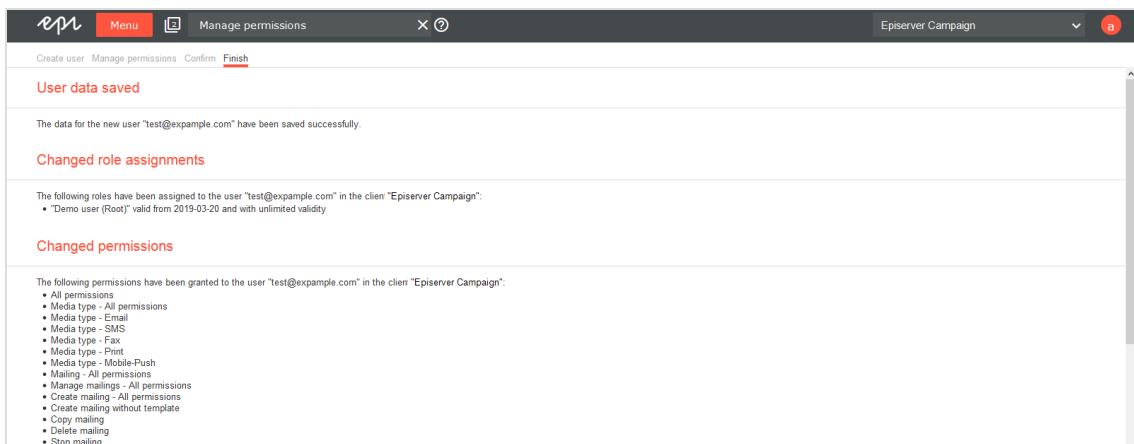 epi Menu 2 Manage permissions Episerver Campaign a
Create user Manage permissions Confirm Finish
User data saved
The data for the new user "test@expample.com" have been saved successfully.
Changed role assignments
The following roles have been assigned to the user "test@expample.com" in the clien "Episerver Campaign":
• "Demo user (Root)" valid from 2019-03-20 and with unlimited validity
Changed permissions
The following permissions have been granted to the user "test@expample.com" in the clien "Episerver Campaign":
• All permissions
• Media type - All permissions
• Media type - Email
• Media type - SMS
• Media type - Fax
• Media type - Print
• Media type - Mobile-Push
• Mailing - All permissions
• Manage mailings - All permissions
• Create mailing - All permissions
• Create mailing without template
• Copy mailing
• Delete mailing
• Stop mailing